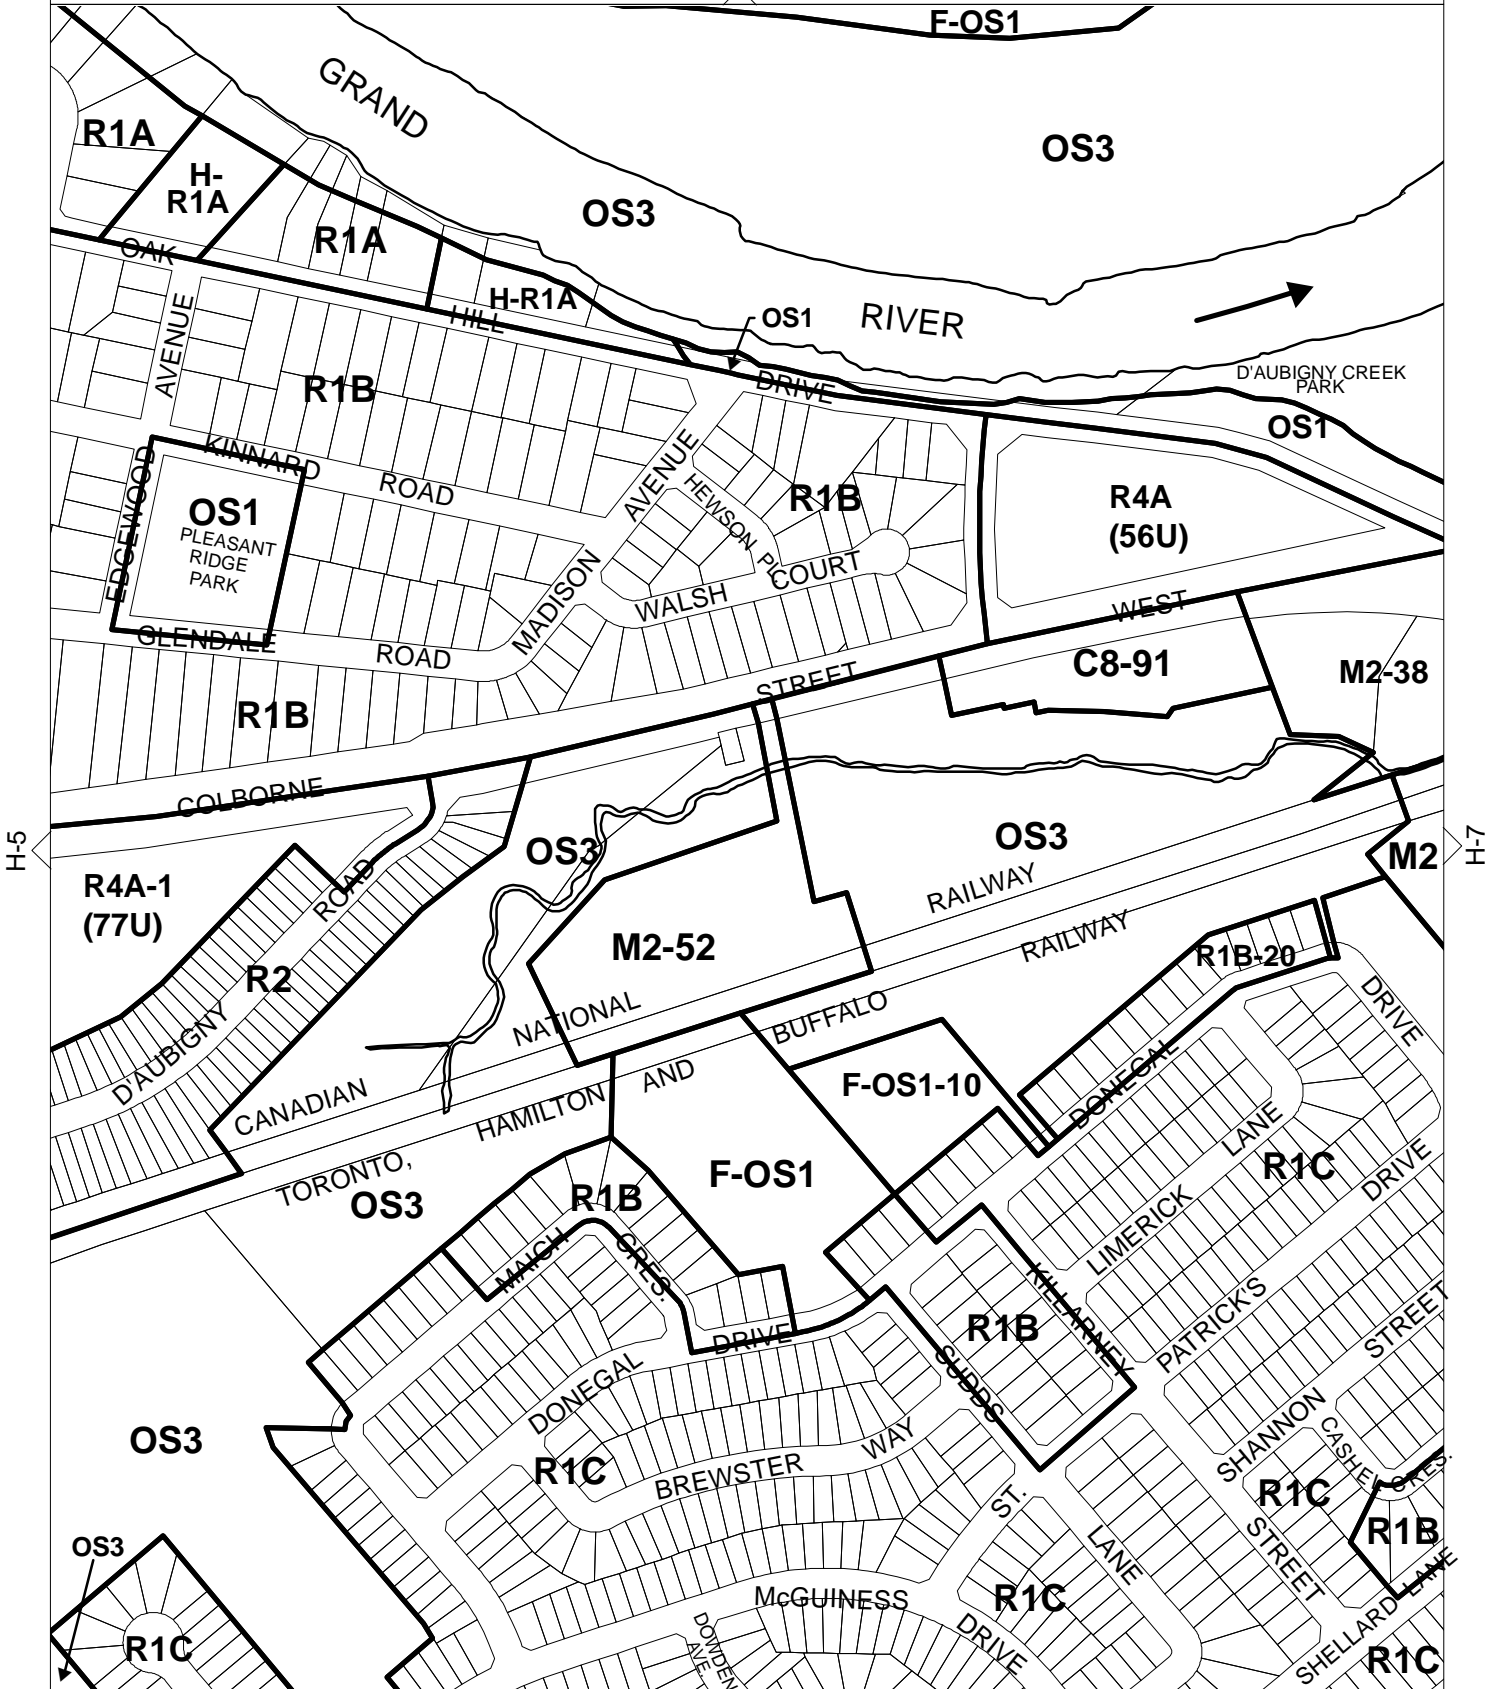 F-OS1
GRAND
R1A
OS3
H-
R1A
OS3
R1A
OAK
H-R1A
HILL
OS1
RIVER
AVENUE
D'AUBIGNY CREEK
PARK
DRIVE
R1B
OS1
KINNARD
ROAD
AVENUE
EDGEWOOD
HEWSON PL.
R1B
R4A
(56U)
OS1
PLEASANT
RIDGE
PARK
COURT
MADISON
WALSH
WEST
GLENDALE
ROAD
C8-91
M2-38
STREET
R1B
COLBORNE
H-5
OS3
OS3
H-7
M2
R4A-1
(77U)
ROAD
RAILWAY
RAILWAY
M2-52
R1B-20
R2
DRIVE
NATIONAL
BUFFALO
D'AUBIGNY
CANADIAN
AND
F-OS1-10
DONEGAL
HAMILTON
LANE
TORONTO,
F-OS1
R1C
DRIVE
OS3
R1B
LIMERICK
MAICH
CRES.
KILLARNEY
R1B
PATRICK'S
STREET
DRIVE
DONEGAL
SUDDS
OS3
SHANNON
CASHEL CRES.
WAY
R1C
BREWSTER
R1C
ST.
R1B
OS3
LANE
STREET
McGUINESS
R1C
SHELLARD LANE
DOWDEN
AVE.
DRIVE
R1C
R1C